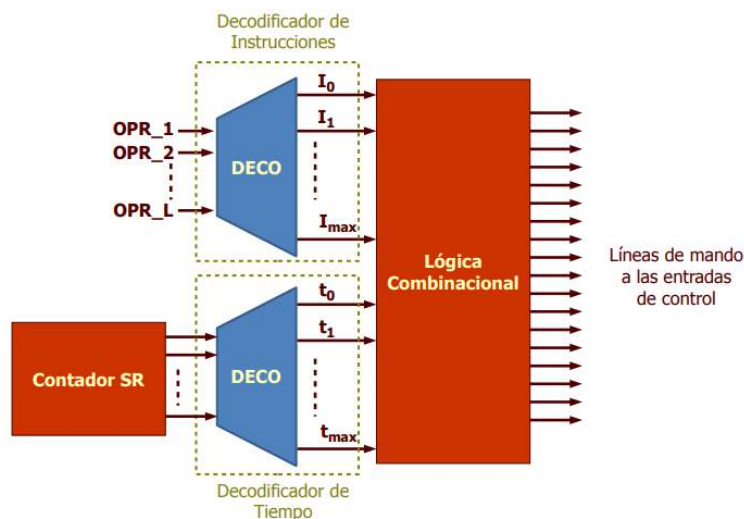 Decodificador de
Instrucciones
I0
OPR_1
I1
OPR_2
DECO
OPR_L
Imax
Lógica
Combinacional
Líneas de mando
a las entradas
de control
t0
t1
Contador SR
DECO
tmax
Decodificador de
Tiempo